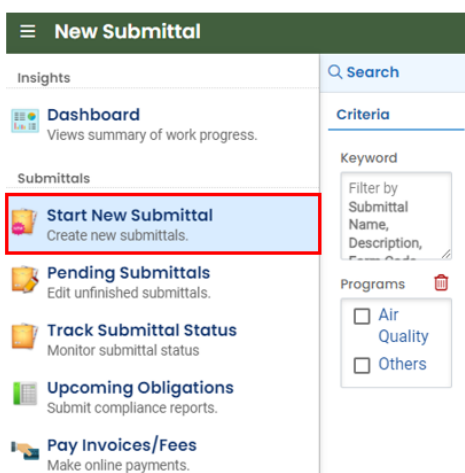 New Submittal
Insights
Dashboard
Views summary of work progress.
Submittals
Start New Submittal
Create new submittals.
Pending Submittals
Edit unfinished submittals.
Track Submittal Status
Monitor submittal status
Upcoming Obligations
Submit compliance reports.
Pay Invoices/Fees
Make online payments.
Search
Criteria
Keyword
Filter by
Submittal
Name,
Description,
Form Code
Programs
Air
Quality
Others